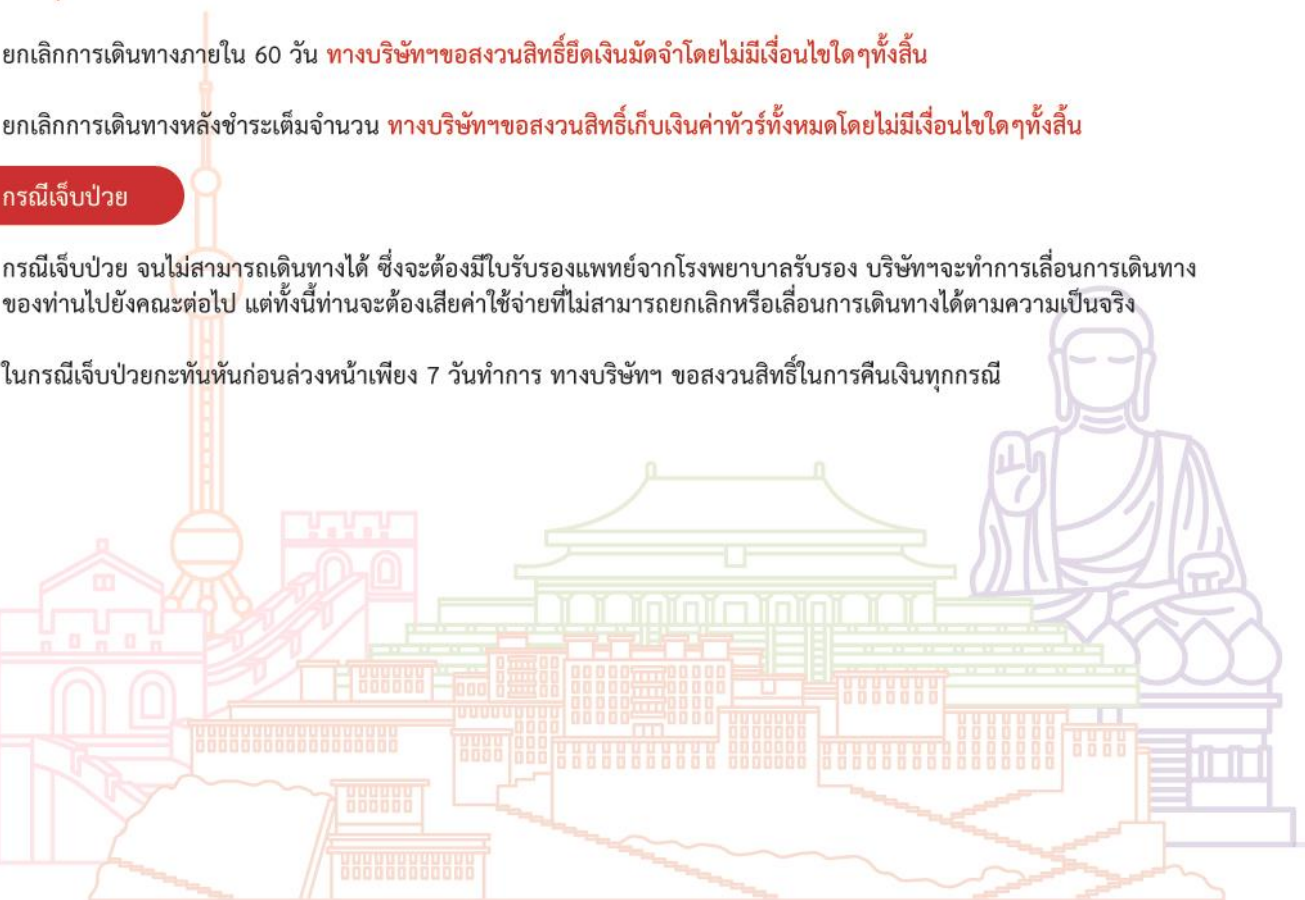 ยกเลิกการเดินทางภายใน 60 วัน ทางบริษัทฯขอสงวนสิทธิ์ยึดเงินมัดจำโดยไม่มีเงื่อนไขใดๆทั้งสิ้น
ยกเลิกการเดินทางหลังชำระเต็มจำนวน ทางบริษัทฯขอสงวนสิทธิ์เก็บเงินค่าทัวร์ทั้งหมดโดยไม่มีเงื่อนไขใดๆทั้งสิ้น
กรณีเจ็บป่วย
กรณีเจ็บป่วย จนไม่สามารถเดินทางได้ ซึ่งจะต้องมีใบรับรองแพทย์จากโรงพยาบาลรับรอง บริษัทฯจะทำการเลื่อนการเดินทาง
ของท่านไปยังคณะต่อไป แต่ทั้งนี้ท่านจะต้องเสียค่าใช้จ่ายที่ไม่สามารถยกเลิกหรือเลื่อนการเดินทางได้ตามความเป็นจริง
ในกรณีเจ็บป่วยกะทันหันก่อนล่วงหน้าเพียง 7 วันทำการ ทางบริษัทฯ ขอสงวนสิทธิ์ในการคืนเงินทุกกรณี